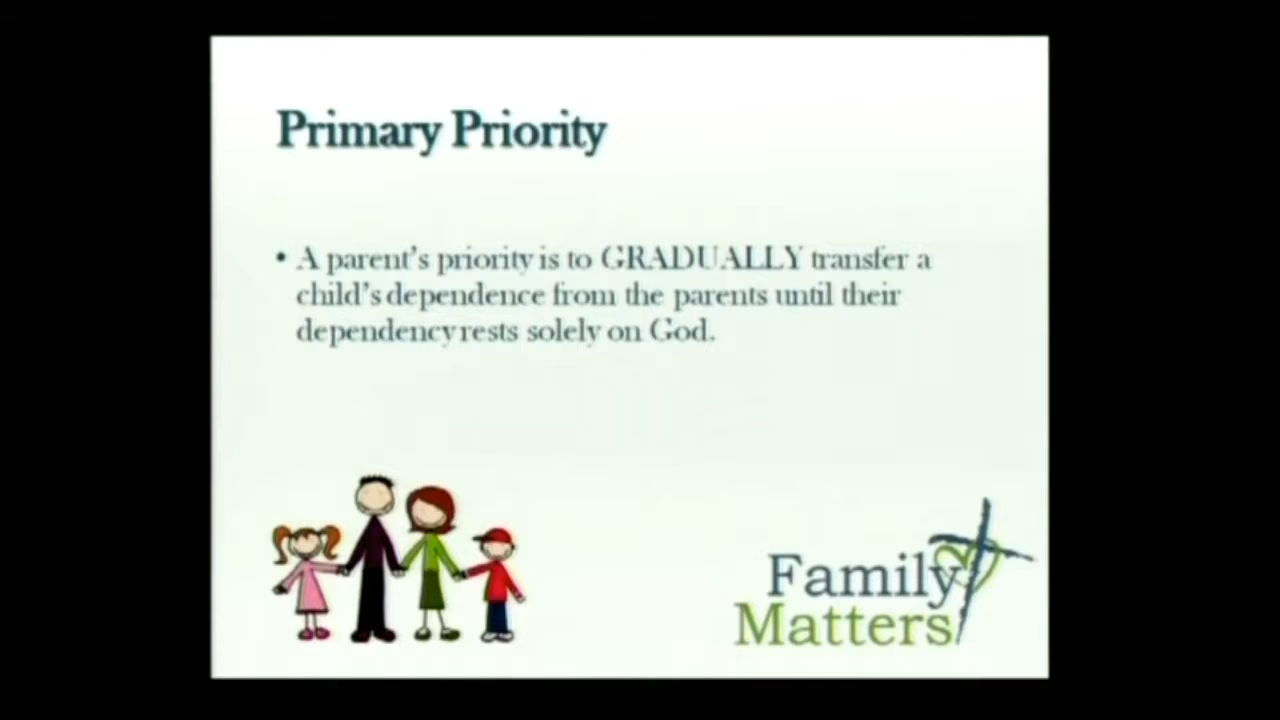 Primary Priority
• A parent's priority is to GRADUALLY transfer a
child's dependence from the parents until their
dependency rests solely on God.
Family
Matters